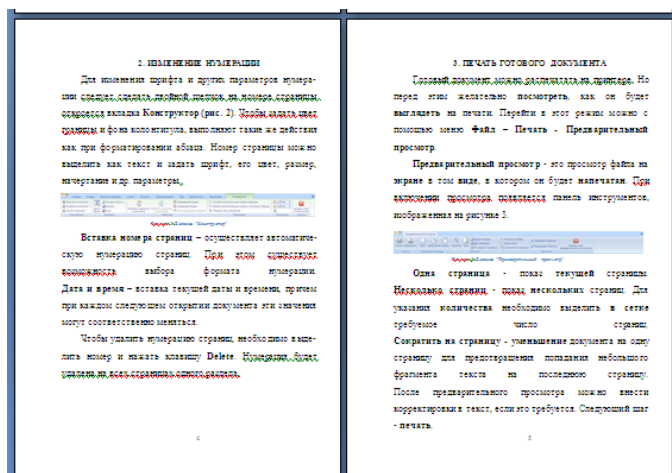 2. ИЗМЕНЕНИЕ НУМЕРАЦИИ
Для изменения шрифта и других параметров нумера-
ции следует сделать двойной щелчок на номере страницы,
откроется вкладка Конструктор (рис. 2). Чтобы задать цвет
границы и фона колонтитула, выполняют такие же действия
как при форматировании абзаца. Номер страницы можно
выделить как текст и задать шрифт, его цвет, размер,
начертание и др. параметры.
"Конструктор"
Вставка номера страниц – осуществляет автоматиче-
скую нумерацию страниц. При этом существует
возможность выбора формата нумерации.
Дата и время – вставка текущей даты и времени, причем
при каждом следующем открытии документа эти значения
могут соответственно меняться.
Чтобы удалить нумерацию страниц, необходимо выде-
лить номер и нажать клавишу Delete. Нумерация будет
удалена на всех страницах одного раздела.
4
3. ПЕЧАТЬ ГОТОВОГО ДОКУМЕНТА
Готовый документ можно распечатать на принтере. Но
перед этим желательно посмотреть, как он будет
выглядеть на печати. Перейти в этот режим можно с
помощью меню Файл – Печать - Предварительный
просмотр.
Предварительный просмотр - это просмотр файла на
экране в том виде, в котором он будет напечатан. При
включении просмотра появляется панель инструментов,
изображенная на рисунке 3.
"Предварительный просмотр"
Одна страница - показ текущей страницы.
Несколько страниц - показ нескольких страниц. Для
указания количества необходимо выделить в сетке
требуемое число страниц.
Сократить на страницу - уменьшение документа на одну
страницу для предотвращения попадания небольшого
фрагмента текста на последнюю страницу.
После предварительного просмотра можно внести
корректировки в текст, если это требуется. Следующий шаг
- печать.
5